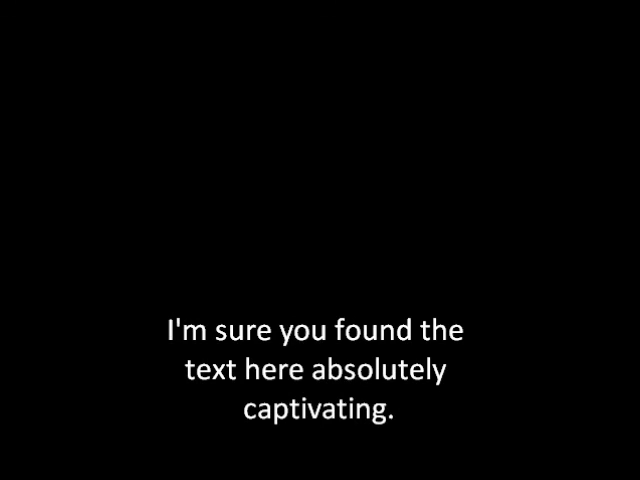 I'm sure you found the
text here absolutely
captivating.